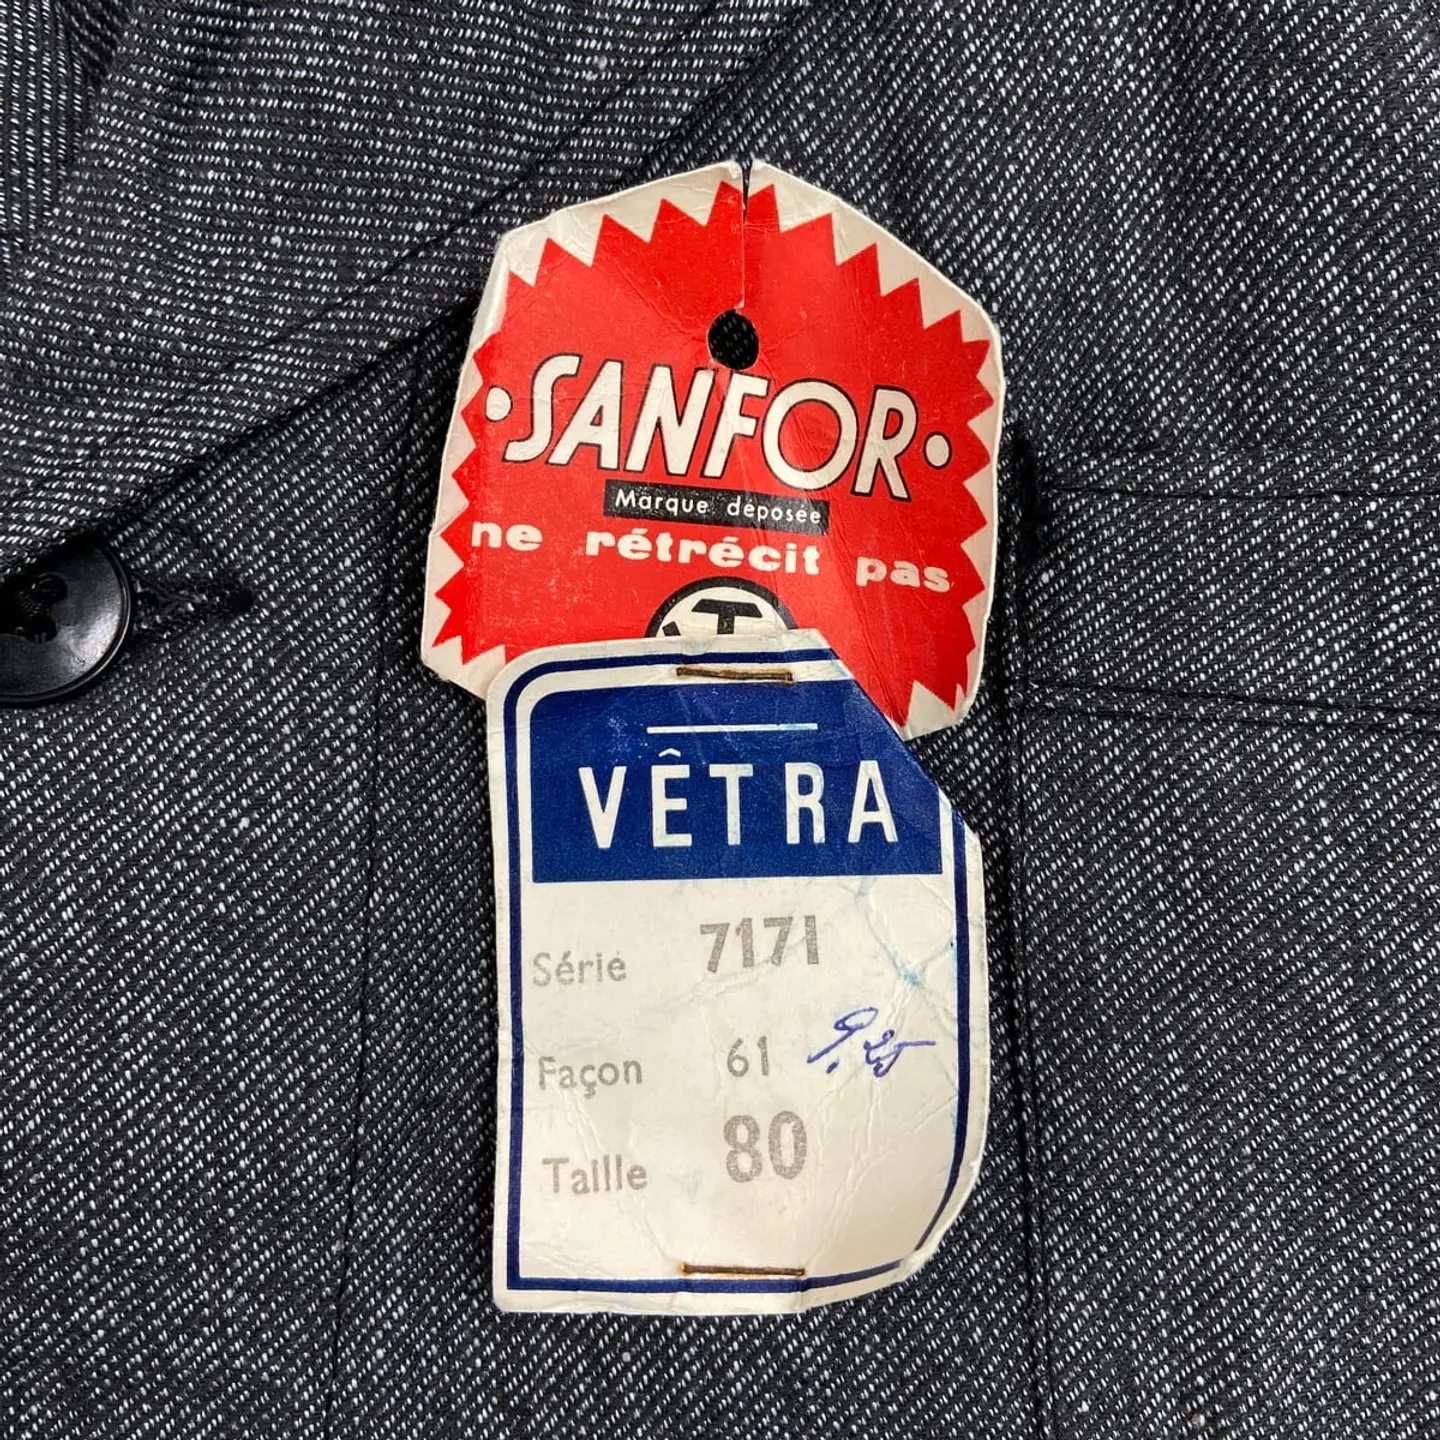 ·SANFOR·
Marque déposée
ne rétrécit pas
VÊTRA
Série 7171
Façon 61
Taille 80